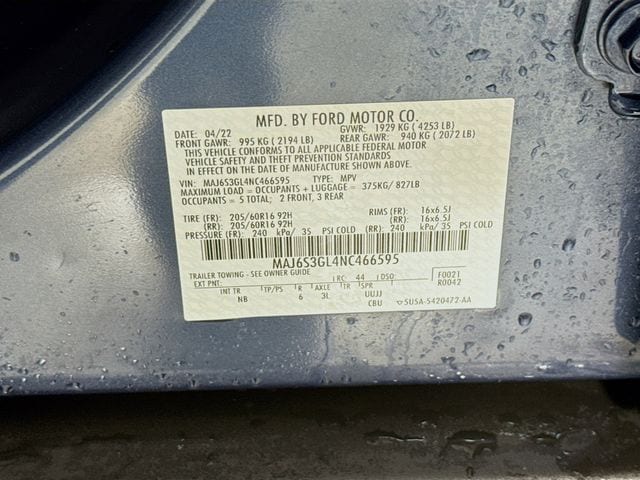 MFD. BY FORD MOTOR CO.
DATE: 04/22 GVWR: 1929 KG ( 4253 LB)
FRONT GAWR: 995 KG ( 2194 LB) REAR GAWR: 940 KG ( 2072 LB)
THIS VEHICLE CONFORMS TO ALL APPLICABLE FEDERAL MOTOR
VEHICLE SAFETY AND THEFT PREVENTION STANDARDS
IN EFFECT ON THE DATE OF MANUFACTURE SHOWN ABOVE.
VIN: MAJ6S3GL4NC466595 TYPE: MPV
MAXIMUM LOAD = OCCUPANTS + LUGGAGE = 375KG/ 827LB
OCCUPANTS = 5 TOTAL; 2 FRONT, 3 REAR
TIRE (FR): 205/60R16 92H RIMS (FR): 16x6.5J
(RR): 205/60R16 92H (RR): 16x6.5J
PRESSURE (FR): 240 kPa/ 35 PSI COLD (RR): 240 kPa/ 35 PSI COLD
MAJ6S3GL4NC466595
TRAILER TOWING - SEE OWNER GUIDE RC: 44 DSO: F0021
EXT PNT: R0042
INT TR TP/PS R AXLE TR SPR UUJJ
NB 6 3L CBU SU5A-5420472-AA